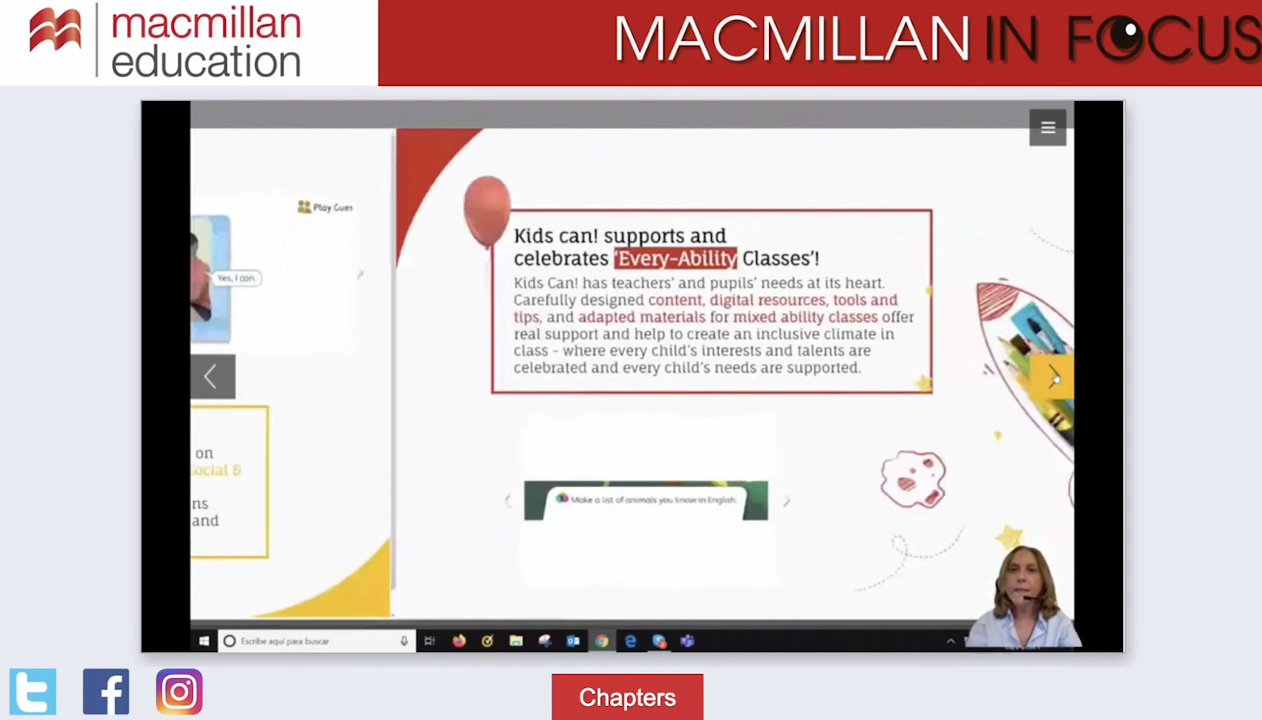 macmillan
education
MACMILLAN IN FOCUS
Play Gues
Yes, I can.
on
ocial &
ns
and
Kids can! supports and
celebrates ‘Every-Ability Classes’!
Kids Can! has teachers’ and pupils’ needs at its heart.
Carefully designed content, digital resources, tools and
tips, and adapted materials for mixed ability classes offer
real support and help to create an inclusive climate in
class - where every child’s interests and talents are
celebrated and every child’s needs are supported.
Make a list of animals you know in English.
Escribe aquí para buscar
Chapters